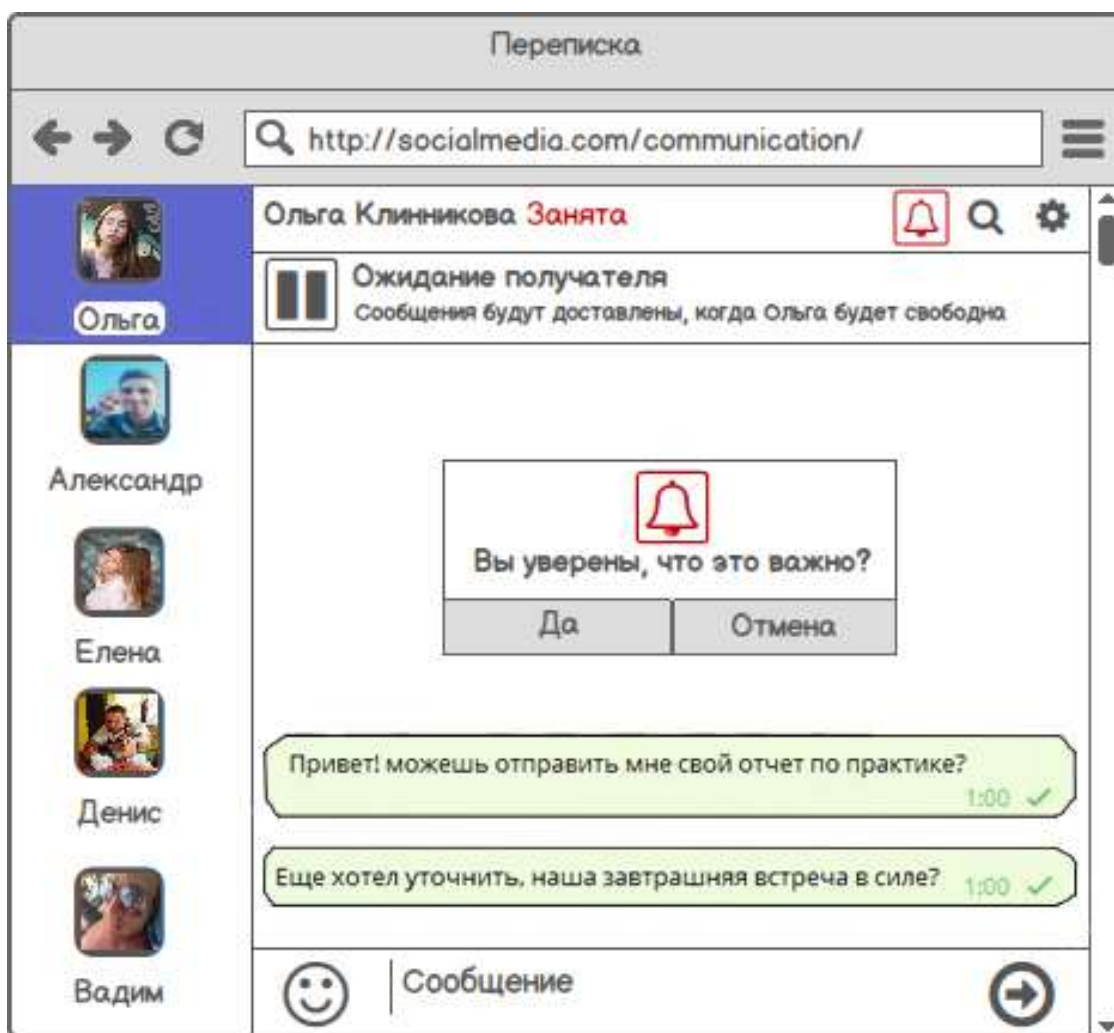 Переписка
http://socialmedia.com/communication/
Ольга Клинникова Занята
Ожидание получателя
Сообщения будут доставлены, когда Ольга будет свободна
Ольга
Александр
Елена
Денис
Вадим
Вы уверены, что это важно?
Да
Отмена
Привет! можешь отправить мне свой отчет по практике?
1:00
Еще хотел уточнить, наша завтрашняя встреча в силе? 1:00
Сообщение